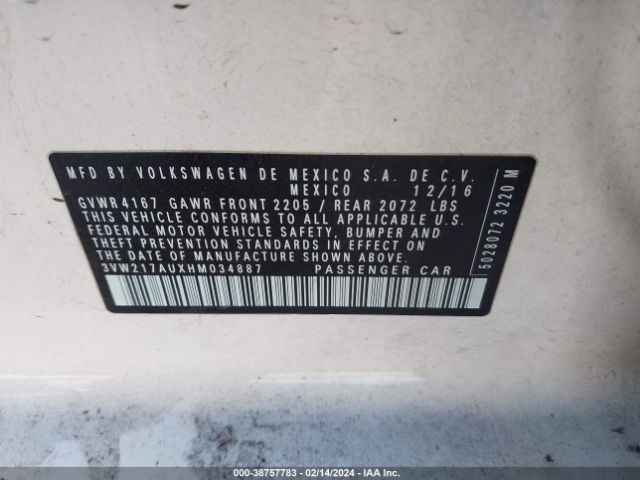 MFD BY VOLKSWAGEN DE MEXICO S.A. DE C.V.
MEXICO 12/16
GVWR 4167 GAWR FRONT 2205 / REAR 2072 LBS
THIS VEHICLE CONFORMS TO ALL APPLICABLE U.S.
FEDERAL MOTOR VEHICLE SAFETY, BUMPER AND
THEFT PREVENTION STANDARDS IN EFFECT ON
THE DATE OF MANUFACTURE SHOWN ABOVE.
3VW217AUXHM034887 PASSENGER CAR
5028072 3220 M
000-38757783 - 02/14/2024 - IAA Inc.